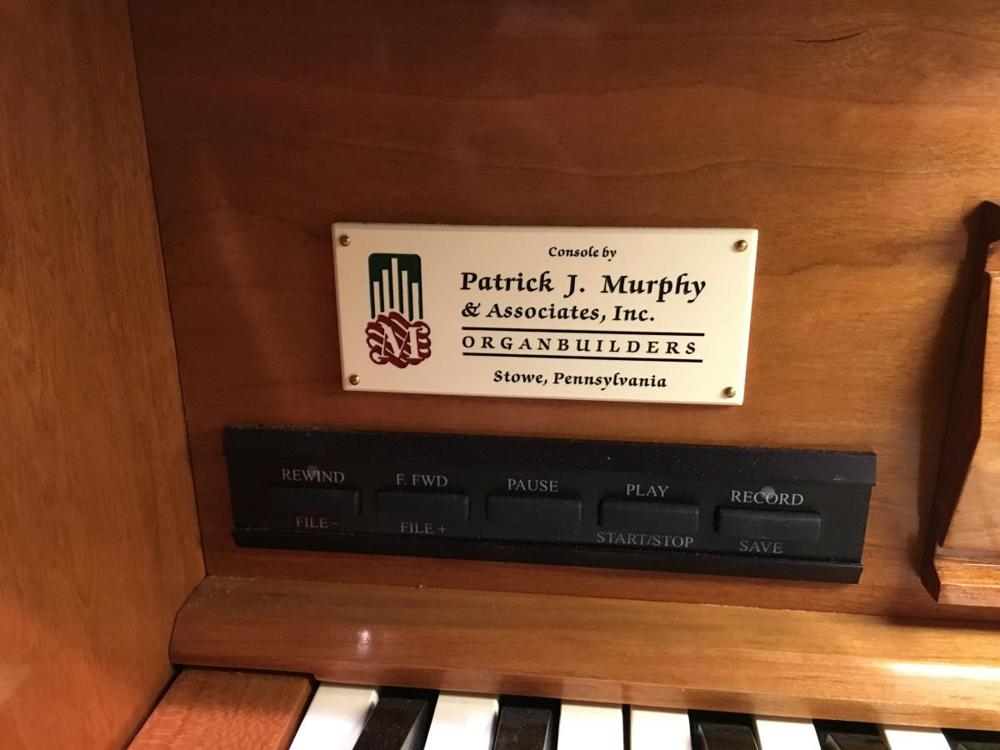 Console by
Patrick J. Murphy
& Associates, Inc.
ORGANBUILDERS
Stowe, Pennsylvania
M
REWIND F. FWD PAUSE PLAY RECORD
FILE - FILE + START/STOP SAVE